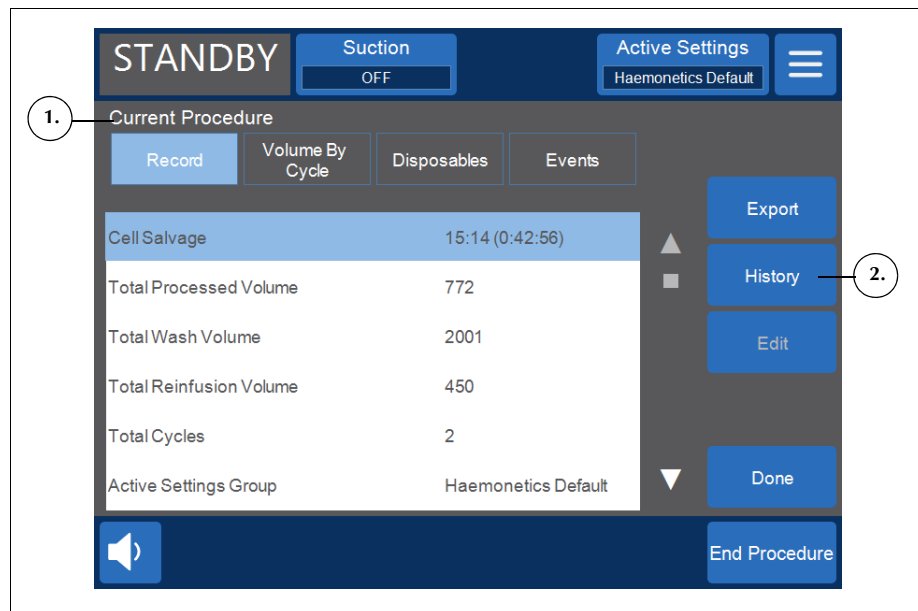 STANDBY
Suction
OFF
Active Settings
Haemonetics Default
1.
Current Procedure
Record
Volume By
Cycle
Disposables
Events
Export
Cell Salvage 15:14 (0:42:56)
History
2.
Total Processed Volume 772
Total Wash Volume 2001
Edit
Total Reinfusion Volume 450
Total Cycles 2
Active Settings Group Haemonetics Default
Done
End Procedure